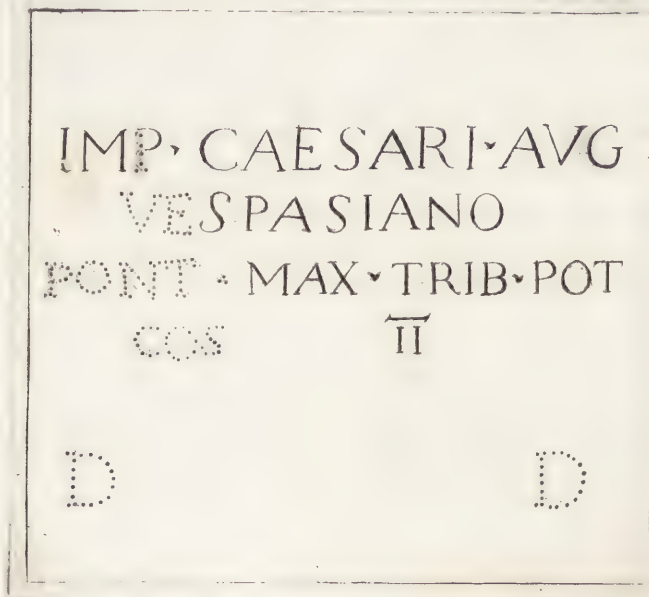 IMP · CAESARI · AVG
VESPASIANO
PONT · MAX · TRIB · POT
COS II
D D